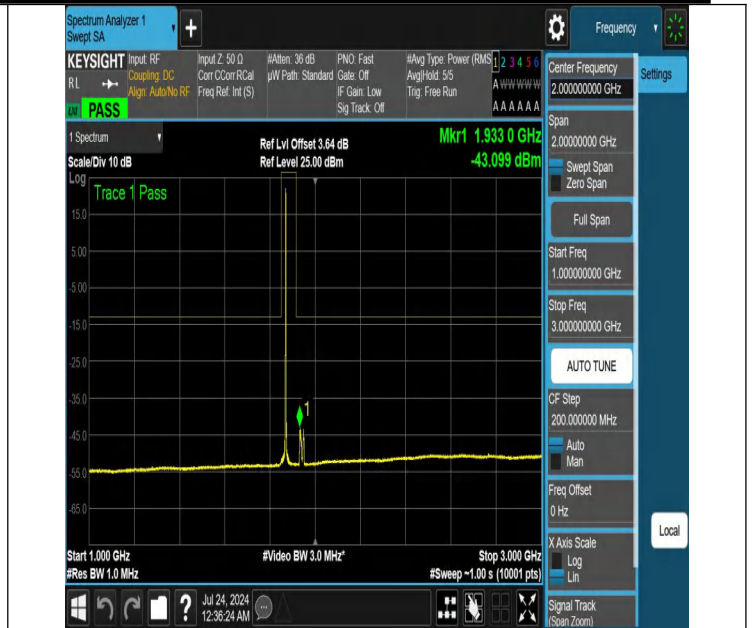 Spectrum Analyzer 1
Swept SA
Frequency
KEYSIGHT
RL
PASS
Input: RF
Coupling: DC
Align: Auto/No RF
Input Z: 50 Ω
Corr CCorr RCal
Freq Ref: Int (S)
#Atten: 36 dB
µW Path: Standard
PNO: Fast
Gate: Off
IF Gain: Low
Sig Track: Off
#Avg Type: Power (RMS
Avg|Hold: 5/5
Trig: Free Run
1 2 3 4 5 6
A W W W W W
A A A A A A
1 Spectrum
Scale/Div 10 dB
Ref Lvl Offset 3.64 dB
Ref Level 25.00 dBm
Mkr1 1.933 0 GHz
-43.099 dBm
Log
Trace 1 Pass
15.0
5.00
-5.00
-15.0
-25.0
-35.0
-45.0
-55.0
-65.0
1
Start 1.000 GHz
#Res BW 1.0 MHz
#Video BW 3.0 MHz*
Stop 3.000 GHz
#Sweep ~1.00 s (10001 pts)
Jul 24, 2024
12:36:24 AM
Center Frequency
2.000000000 GHz
Settings
Span
2.00000000 GHz
Swept Span
Zero Span
Full Span
Start Freq
1.000000000 GHz
Stop Freq
3.000000000 GHz
AUTO TUNE
CF Step
200.000000 MHz
Auto
Man
Freq Offset
0 Hz
X Axis Scale
Log
Lin
Local
Signal Track
(Span Zoom)